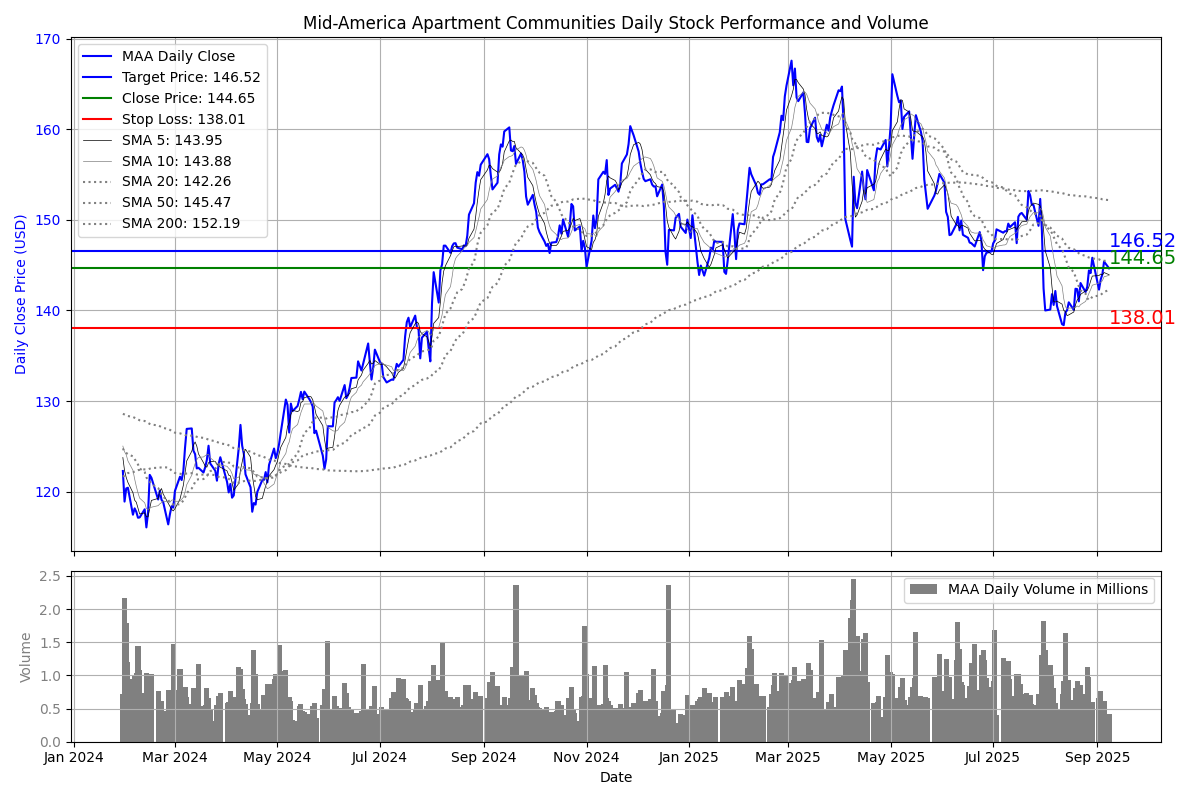 Mid-America Apartment Communities Daily Stock Performance and Volume
170
160
150
140
130
120
Daily Close Price (USD)
MAA Daily Close
Target Price: 146.52
Close Price: 144.65
Stop Loss: 138.01
SMA 5: 143.95
SMA 10: 143.88
SMA 20: 142.26
SMA 50: 145.47
SMA 200: 152.19
146.52
144.65
138.01
2.5
2.0
1.5
1.0
0.5
0.0
Volume
MAA Daily Volume in Millions
Jan 2024 Mar 2024 May 2024 Jul 2024 Sep 2024 Nov 2024 Jan 2025 Mar 2025 May 2025 Jul 2025 Sep 2025
Date